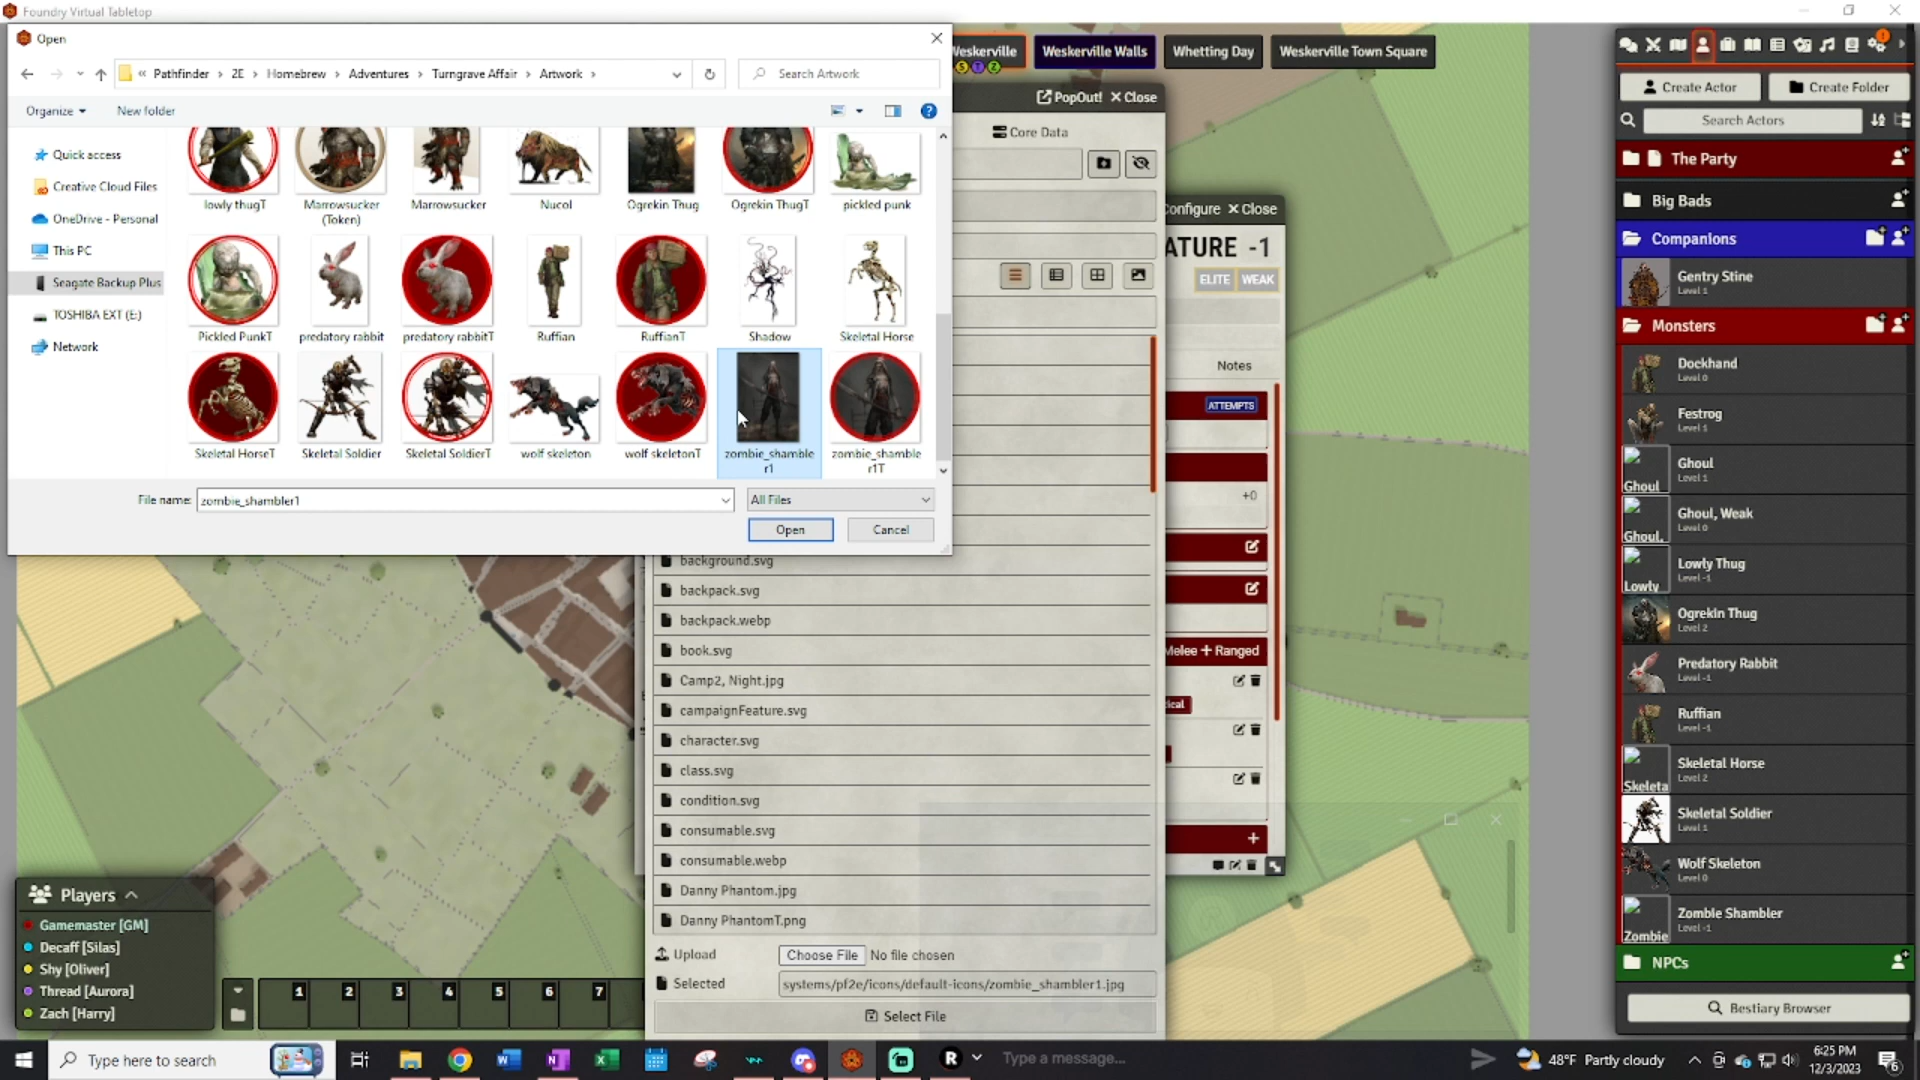 Foundry Virtual Tabletop
Open
« Pathfinder > 2E > Homebrew > Adventures > Turngrave Affair > Artwork >
Search Artwork
Organize
New folder
Quick access
Creative Cloud Files
OneDrive - Personal
This PC
Seagate Backup Plus
TOSHIBA EXT (E:)
Network
lowly thugT
Marrowsucker (Token)
Marrowsucker
Nucol
Ogrekin Thug
Ogrekin ThugT
pickled punk
Pickled PunkT
predatory rabbit
predatory rabbitT
Ruffian
RuffianT
Shadow
Skeletal Horse
Skeletal HorseT
Skeletal Soldier
Skeletal SoldierT
wolf skeleton
wolf skeletonT
zombie_shambler1
zombie_shambler1T
File name: zombie_shambler1
All Files
Open
Cancel
Weskerville
S T Z
Weskerville Walls
Whetting Day
Weskerville Town Square
PopOut! Close
Core Data
Configure Close
ATURE -1
ELITE WEAK
Notes
ATTEMPTS
+0
Melee + Ranged
ical
background.svg
backpack.svg
backpack.webp
book.svg
Camp2, Night.jpg
campaignFeature.svg
character.svg
class.svg
condition.svg
consumable.svg
consumable.webp
Danny Phantom.jpg
Danny PhantomT.png
Upload
Choose File No file chosen
Selected
systems/pf2e/icons/default-icons/zombie_shambler1.jpg
Select File
Create Actor
Create Folder
Search Actors
The Party
Big Bads
Companions
Gentry Stine
Level 1
Monsters
Dockhand
Level 0
Festrog
Level 1
Ghoul
Ghoul
Level 1
Ghoul,
Ghoul, Weak
Level 0
Lowly
Lowly Thug
Level -1
Ogrekin Thug
Level 2
Predatory Rabbit
Level -1
Ruffian
Level -1
Skeleta
Skeletal Horse
Level 2
Skeletal Soldier
Level 1
Wolf Skeleton
Level 0
Zombie
Zombie Shambler
Level -1
NPCs
Bestiary Browser
Players
Gamemaster [GM]
Decaff [Silas]
Shy [Oliver]
Thread [Aurora]
Zach [Harry]
1 2 3 4 5 6 7
Type here to search
R
Type a message...
48°F Partly cloudy
6:25 PM
12/3/2023
6